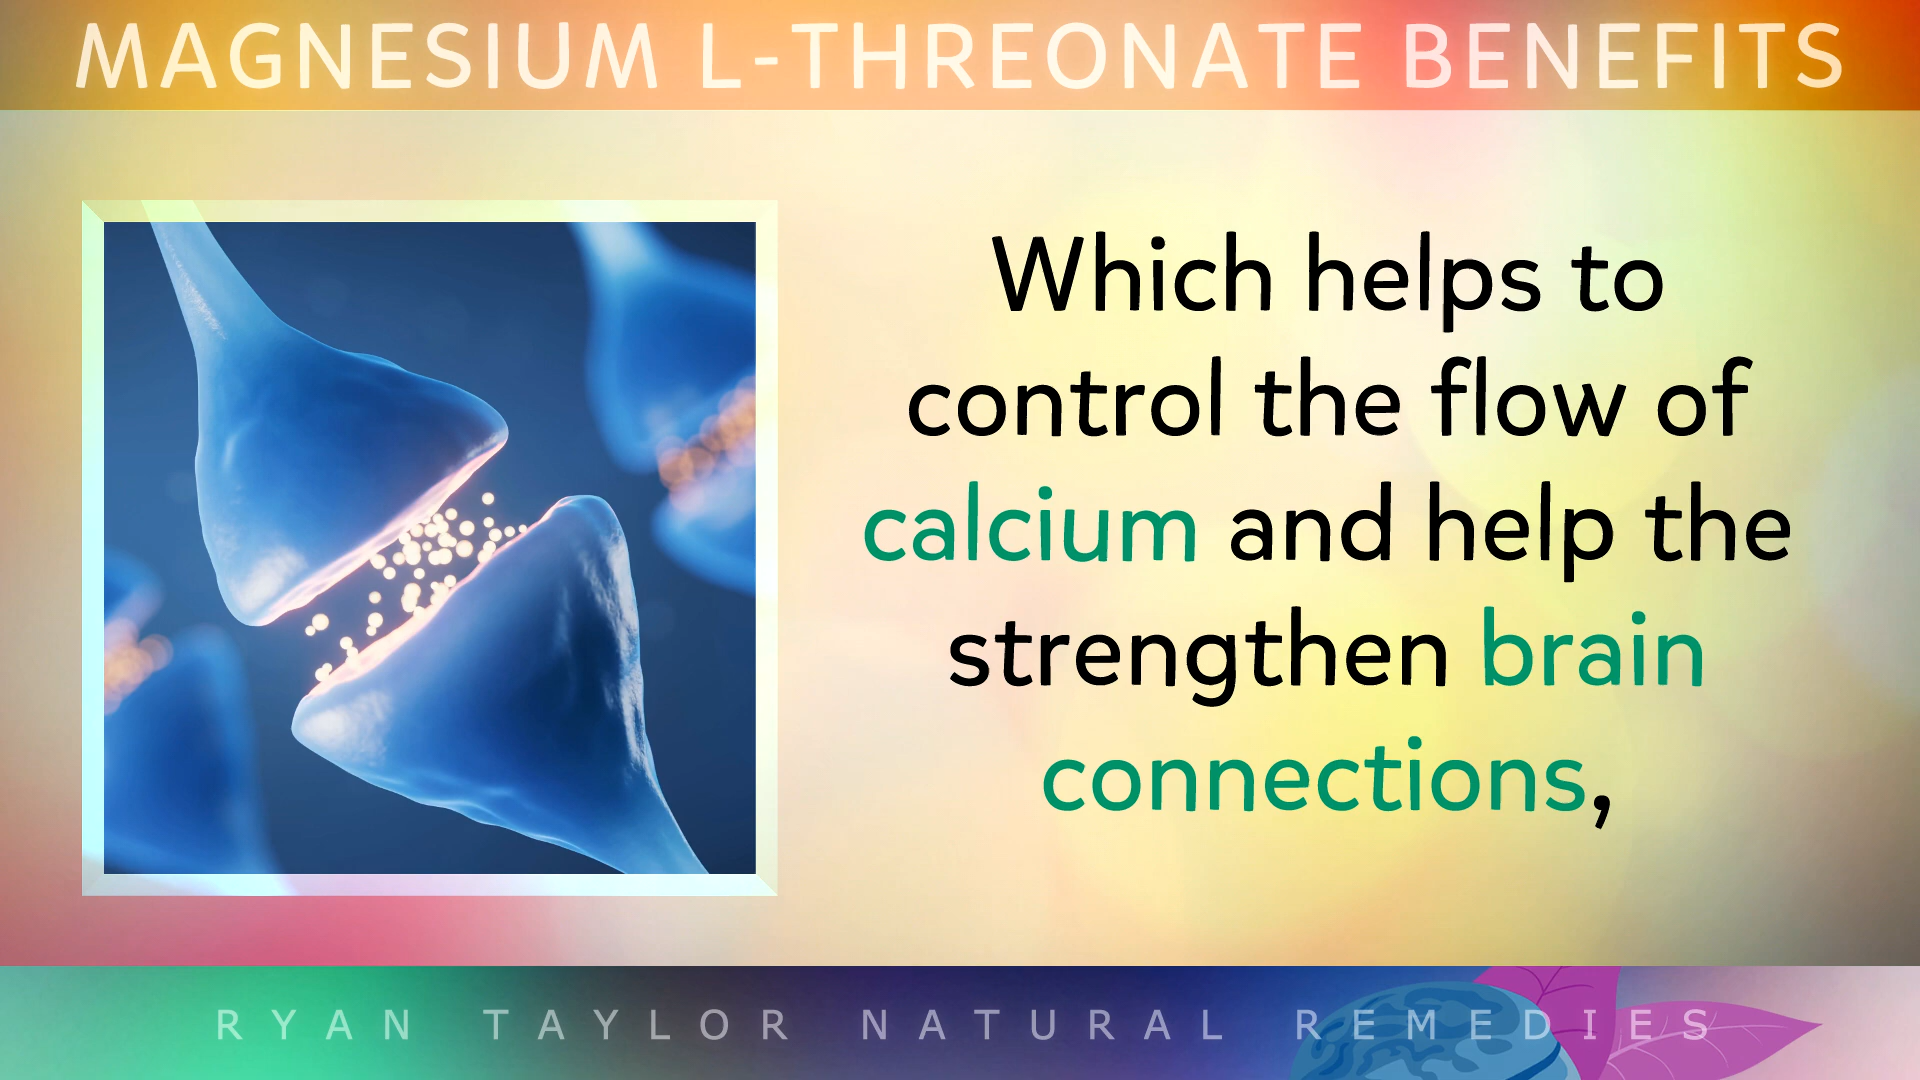 MAGNESIUM L-THREONATE BENEFITS
Which helps to
control the flow of
calcium and help the
strengthen brain
connections,
RYAN TAYLOR NATURAL REMEDIES